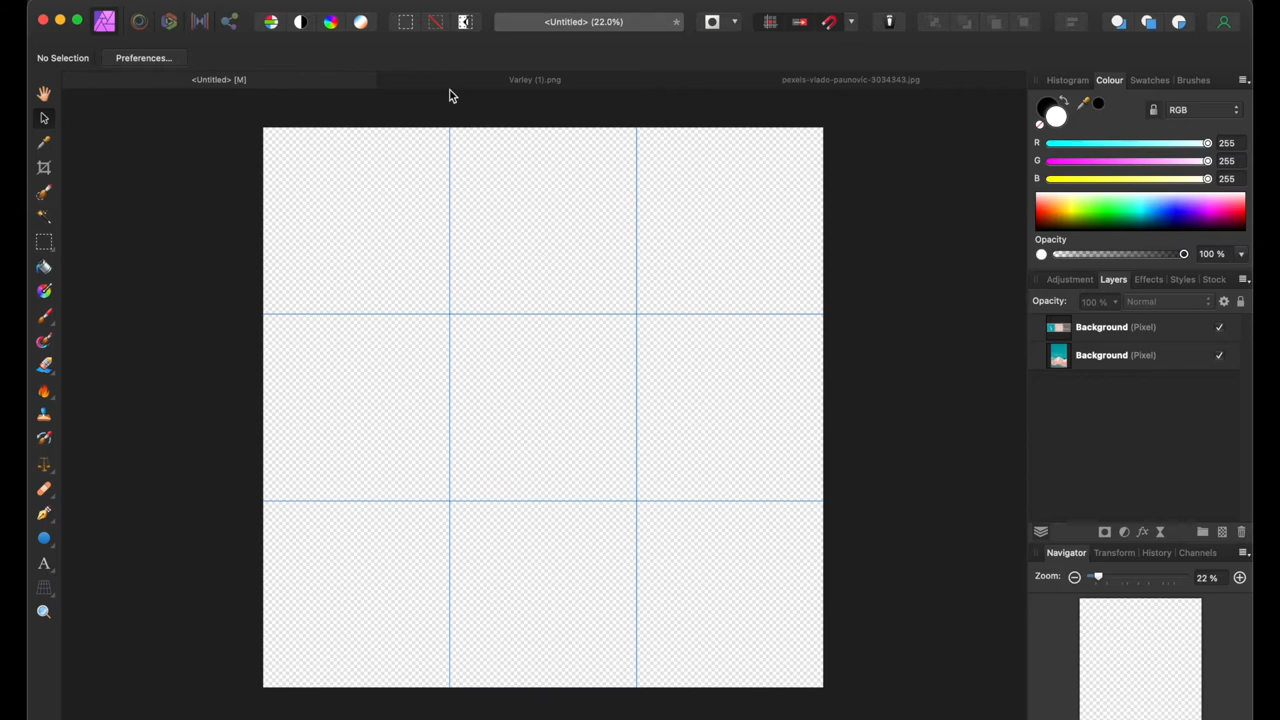 <Untitled> (22.0%)
*
No Selection
Preferences...
<Untitled> [M]
Varley (1).png
pexels-vlado-paunovic-3034343.jpg
Histogram
Colour
Swatches
Brushes
RGB
R
255
G
255
B
255
Opacity
100 %
Adjustment
Layers
Effects
Styles
Stock
Opacity:
100 %
Normal
Background (Pixel)
Background (Pixel)
fx
Navigator
Transform
History
Channels
Zoom:
22 %
A